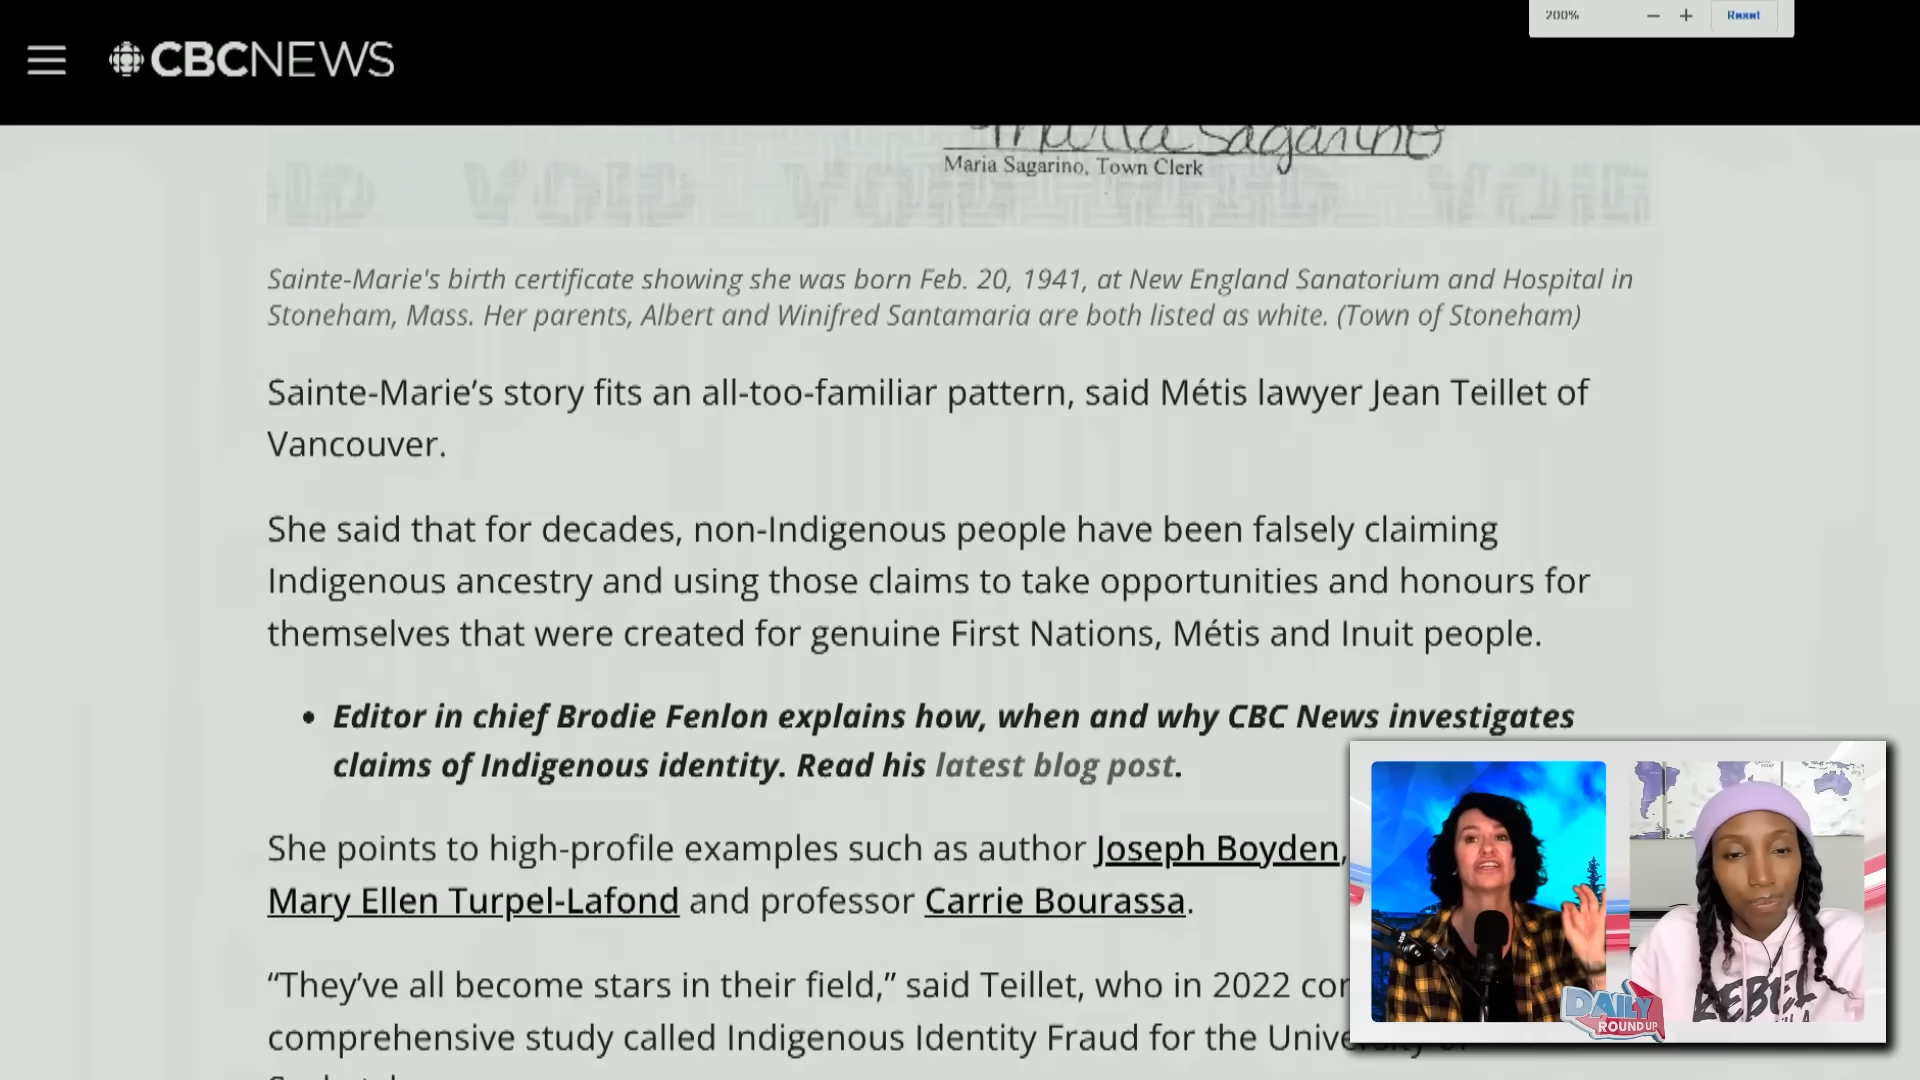 200%
Reset
CBCNEWS
Maria Sagarino
Maria Sagarino, Town Clerk
VOID VOID VOID VOID
Sainte-Marie's birth certificate showing she was born Feb. 20, 1941, at New England Sanatorium and Hospital in
Stoneham, Mass. Her parents, Albert and Winifred Santamaria are both listed as white. (Town of Stoneham)
Sainte-Marie’s story fits an all-too-familiar pattern, said Métis lawyer Jean Teillet of
Vancouver.
She said that for decades, non-Indigenous people have been falsely claiming
Indigenous ancestry and using those claims to take opportunities and honours for
themselves that were created for genuine First Nations, Métis and Inuit people.
• Editor in chief Brodie Fenlon explains how, when and why CBC News investigates
claims of Indigenous identity. Read his latest blog post.
She points to high-profile examples such as author Joseph Boyden,
Mary Ellen Turpel-Lafond and professor Carrie Bourassa.
“They’ve all become stars in their field,” said Teillet, who in 2022
comprehensive study called Indigenous Identity Fraud for the
REBEL
DAILY
ROUNDUP